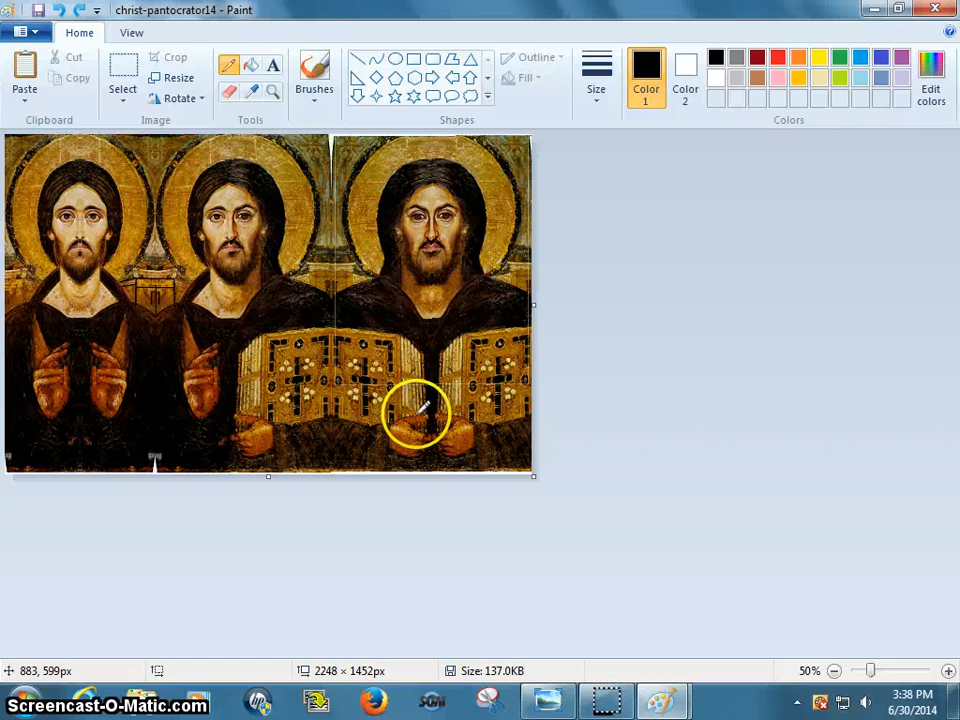 christ-pantocrator14 - Paint
Home
View
Paste
Cut
Copy
Clipboard
Select
Crop
Resize
Rotate
Image
A
Tools
Brushes
Shapes
Outline
Fill
Size
Color 1
Color 2
Edit colors
Colors
883, 599px
2248 × 1452px
Size: 137.0KB
50%
Screencast-O-Matic.com
hp
SCM
3:38 PM
6/30/2014